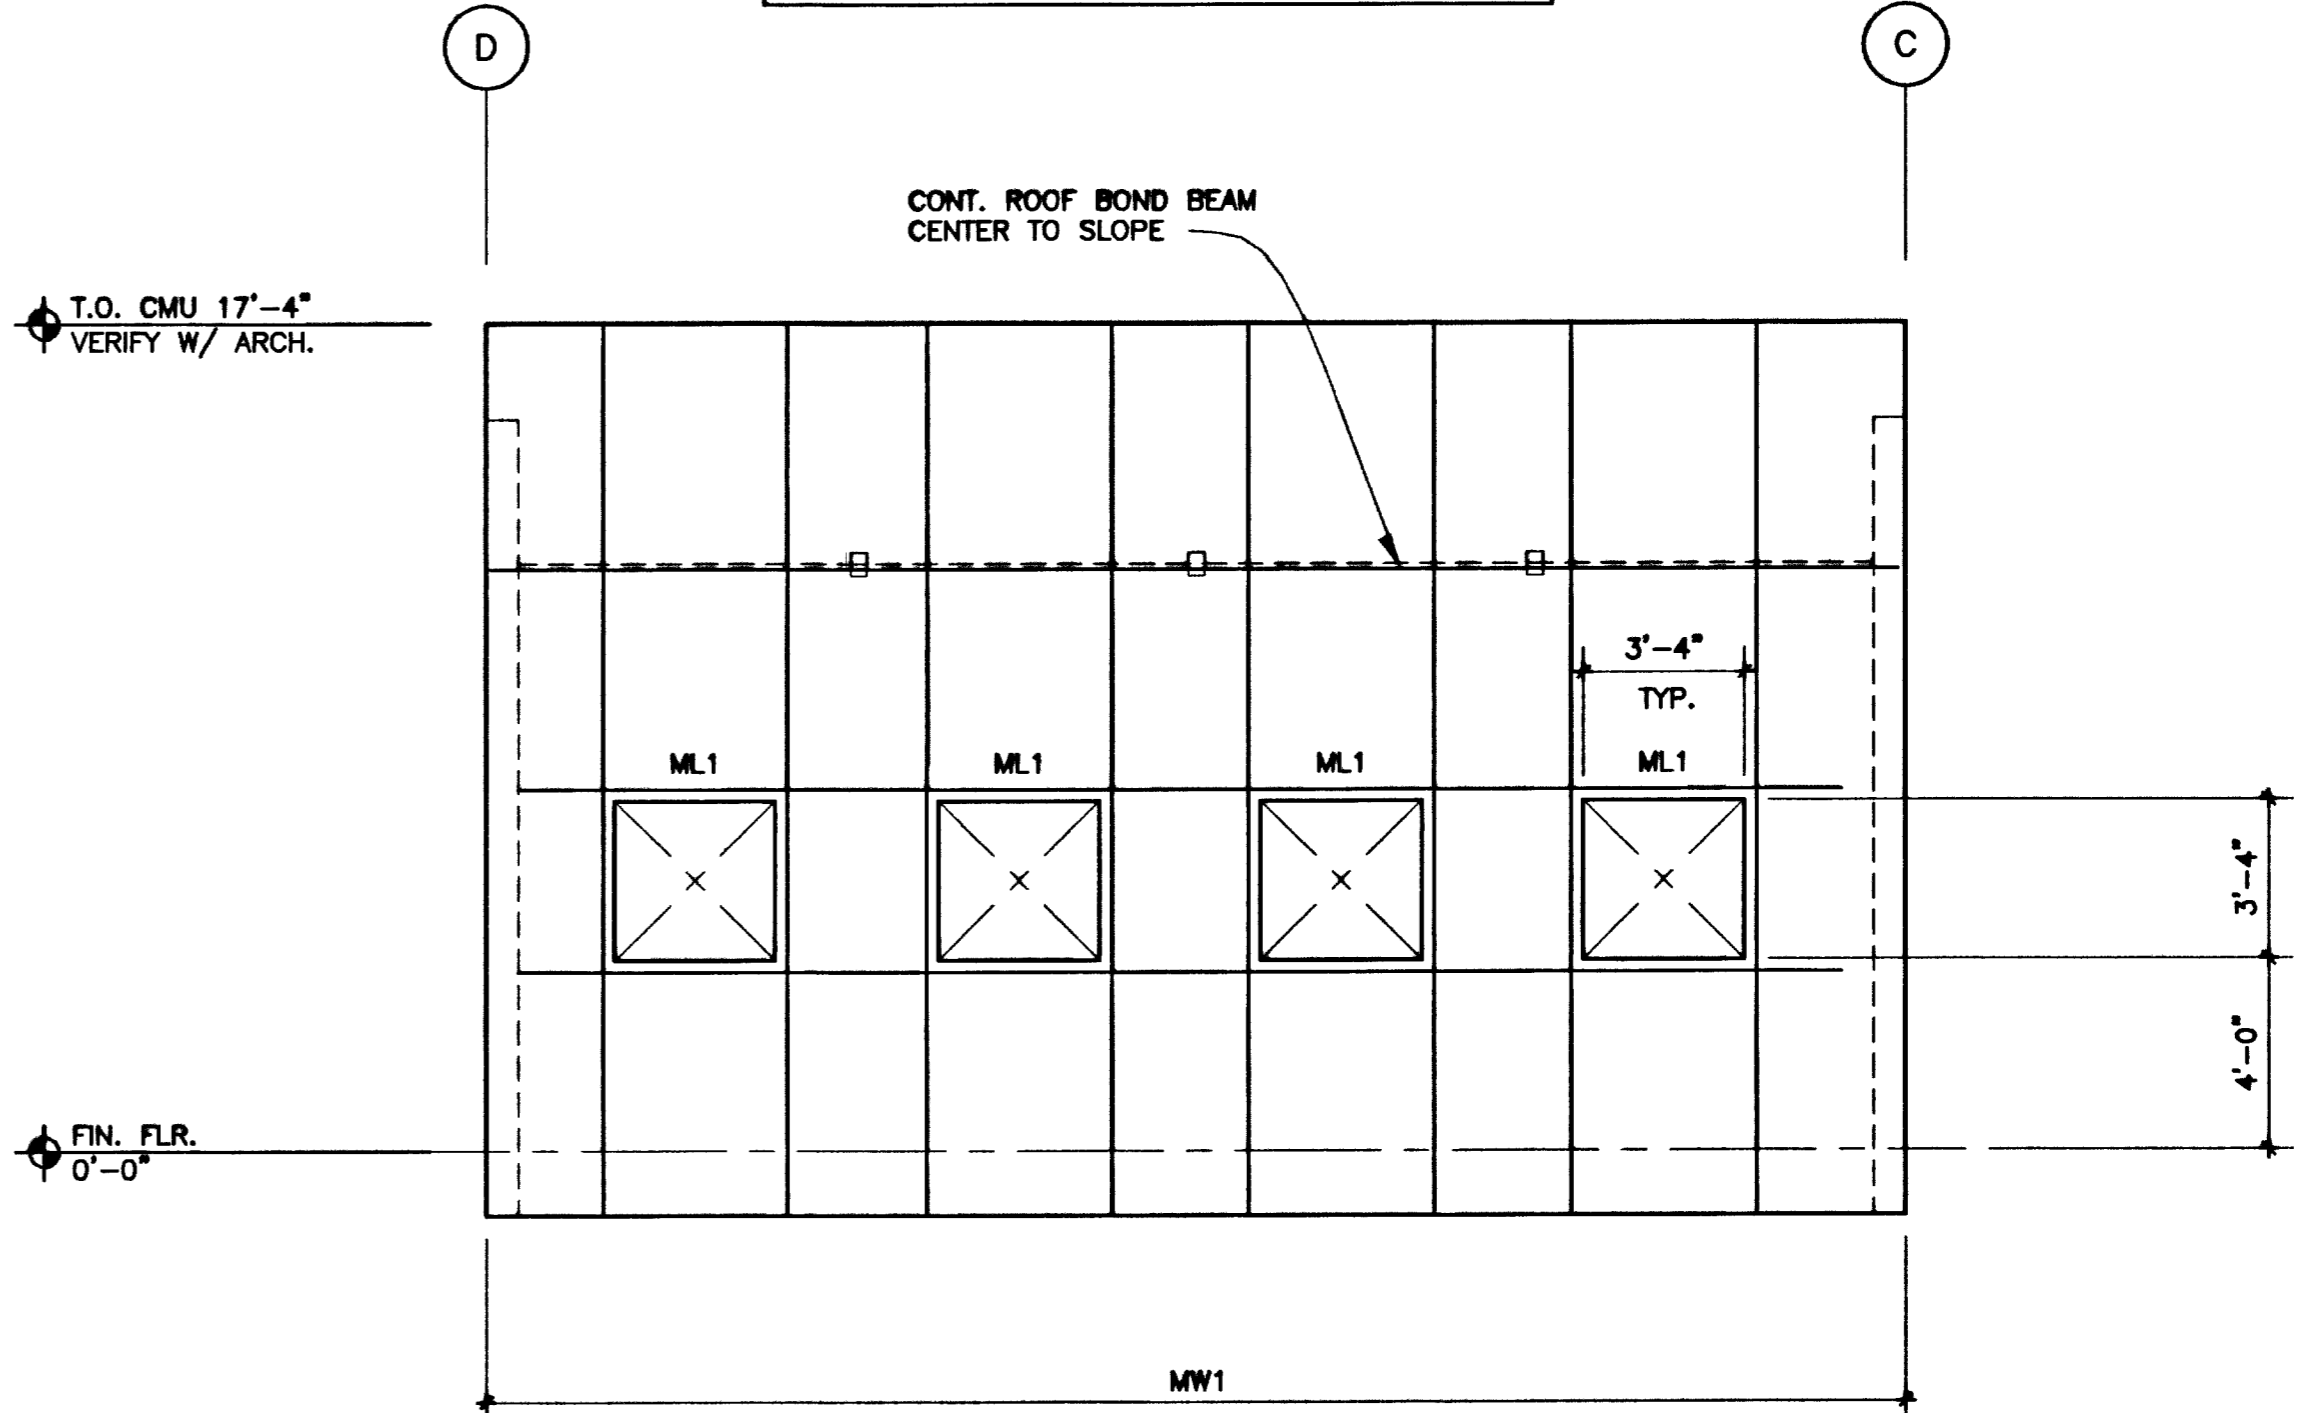 D
C
CONT. ROOF BOND BEAM
CENTER TO SLOPE
T.O. CMU 17'-4"
VERIFY W/ ARCH.
3'-4"
TYP.
ML1
ML1
ML1
ML1
3'-4"
4'-0"
FIN. FLR.
0'-0"
MW1